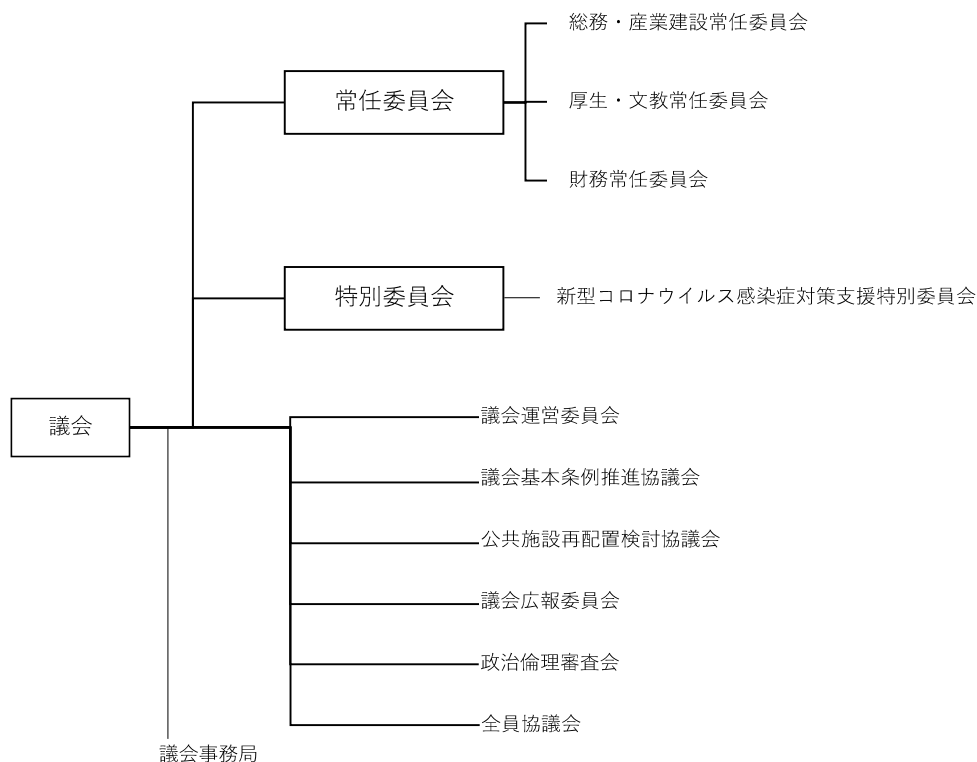 総務・産業建設常任委員会
常任委員会
厚生・文教常任委員会
財務常任委員会
特別委員会
新型コロナウイルス感染症対策支援特別委員会
議会
議会運営委員会
議会基本条例推進協議会
公共施設再配置検討協議会
議会広報委員会
政治倫理審査会
全員協議会
議会事務局